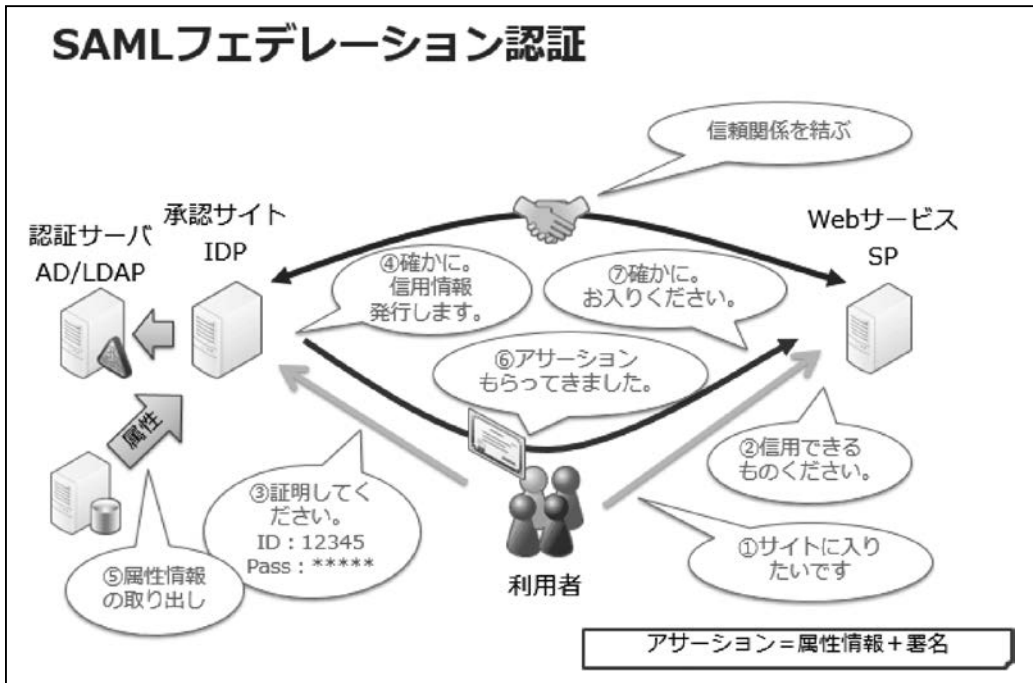 SAMLフェデレーション認証
信頼関係を結ぶ
承認サイト
IDP
認証サーバ
AD/LDAP
Webサービス
SP
④確かに。
信用情報
発行します。
⑦確かに。
お入りください。
⑥アサーション
もらってきました。
属性
②信用できる
ものください。
③証明してく
ださい。
ID：12345
Pass：*****
①サイトに入り
たいです
⑤属性情報
の取り出し
利用者
アサーション＝属性情報＋署名